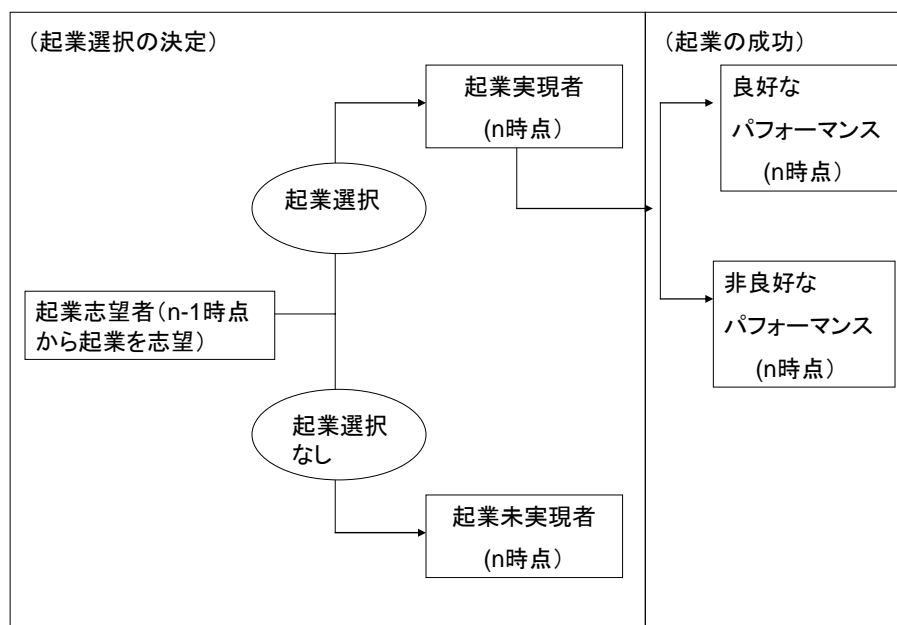 （起業選択の決定）
（起業の成功）
起業実現者
(n時点）
良好な
パフォーマンス
(n時点）
起業選択
起業志望者（n-1時点
から起業を志望）
非良好な
パフォーマンス
(n時点）
起業選択
なし
起業未実現者
(n時点）